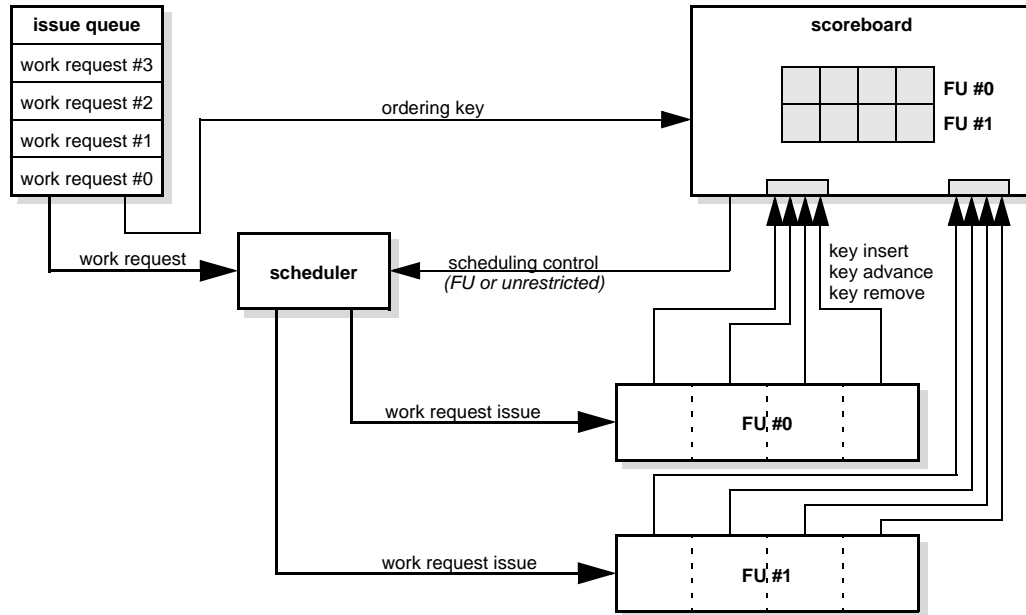 issue queue
work request #3
work request #2
work request #1
work request #0
scoreboard
FU #0
FU #1
ordering key
work request
scheduler
scheduling control
(FU or unrestricted)
key insert
key advance
key remove
work request issue
FU #0
work request issue
FU #1